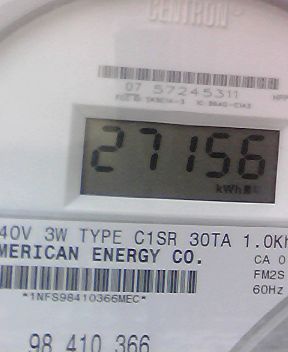 CENTRON®
07 57245311
27156
kWh
40V 3W TYPE C1SR 30TA 1.0Kh
MERICAN ENERGY CO. CA 0
FM2S
*1NFS98410366MEC* 60Hz
98 410 366